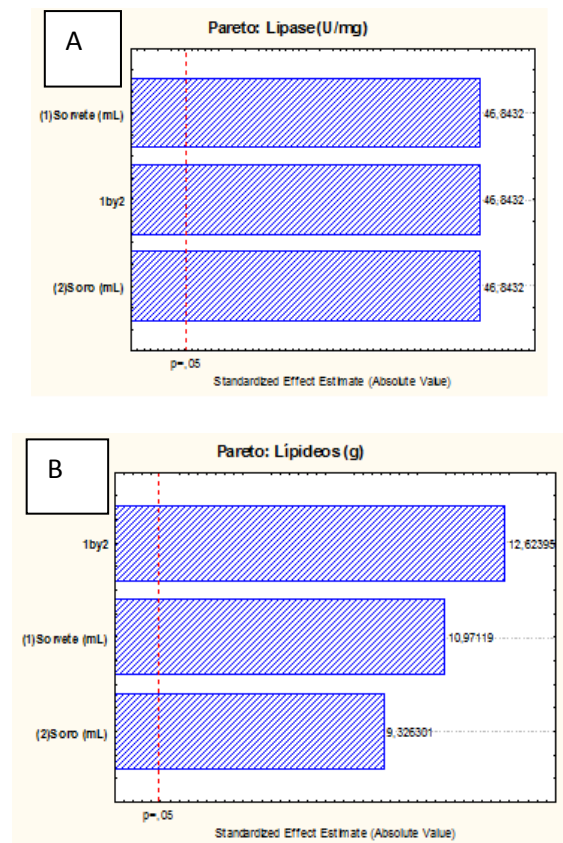 A
Pareto: Lipase(U/mg)
(1)Sorvete (mL)
46,8432
1by2
46,8432
(2)Soro (mL)
46,8432
p=,05
Standardized Effect Estimate (Absolute Value)
B
Pareto: Lípideos (g)
1by2
12,62395
(1)Sorvete (mL)
10,97119
(2)Soro (mL)
9,326301
p=,05
Standardized Effect Estimate (Absolute Value)